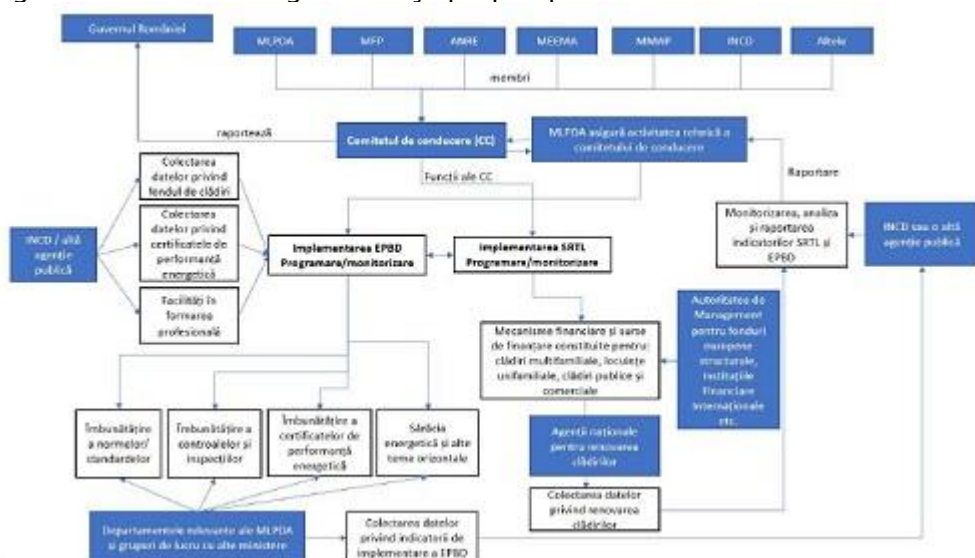 Guvernul României
MLPDA
MFP
ANRE
MEEMA
MMAP
INCD
Altele
membri
raportează
Comitetul de conducere (CC)
MLPDA asigură activitatea
a
comitetului de conducere
Funcții ale CC
Raportare
Colectarea
datelor privind
fondul de clădiri
Colectarea
datelor privind
certificatele de
performanță
energetică
Facilități în
formarea
profesională
INCD / altă
agenție
publică
Implementarea EPBD
Programare/monitorizare
Implementarea SRTL
Programare/monitorizare
Monitorizarea, analiza
și raportarea
indicatorilor SRTL și
EPBD
INCD sau o altă
agenție publică
Mecanisme financiare și surse
de finanțare constituite pentru:
clădiri multifamiliale, locuințe
unifamiliale, clădiri publice și
comerciale
Autoritatea de
Management
pentru fonduri
europene
structurale,
Instituțiile
Financiare
Internaționale
etc.
Îmbunătățire
a normelor/
standardelor
Îmbunătățire a
controalelor și
inspecțiilor
Îmbunătățire a
certificatelor de
performanță
energetică
Sărăcia
energetică și alte
teme orizontale
Agenții naționale
pentru renovarea
clădirilor
Colectarea datelor
privind renovarea
clădirilor
Departamentele relevante ale MLPDA
și grupuri de lucru cu alte ministere
Colectarea datelor
privind indicatorii de
implementare a EPBD